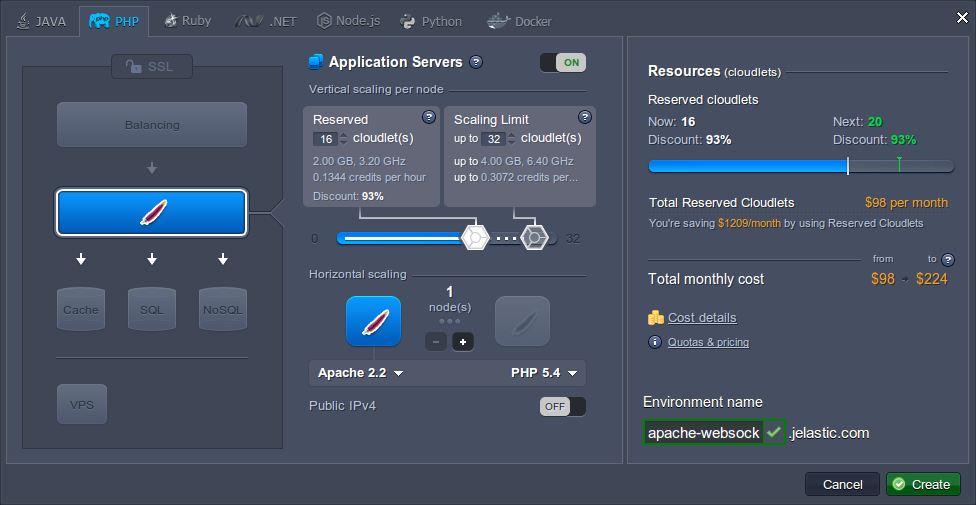 JAVA PHP Ruby .NET Node.js Python Docker
SSL
Balancing
Cache SQL NoSQL
VPS
Application Servers ? ON
Vertical scaling per node
Reserved ?
16 cloudlet(s)
2.00 GB, 3.20 GHz
0.1344 credits per hour
Discount: 93%
Scaling Limit ?
up to 32 cloudlet(s)
up to 4.00 GB, 6.40 GHz
up to 0.3072 credits per...
0 32
Horizontal scaling
1
node(s)
- +
Apache 2.2 PHP 5.4
Public IPv4 OFF
Resources (cloudlets)
Reserved cloudlets
Now: 16 Next: 20
Discount: 93% Discount: 93%
Total Reserved Cloudlets $98 per month
You're saving $1209/month by using Reserved Cloudlets
from to ?
Total monthly cost $98 $224
Cost details
Quotas & pricing
Environment name
apache-websock .jelastic.com
Cancel Create